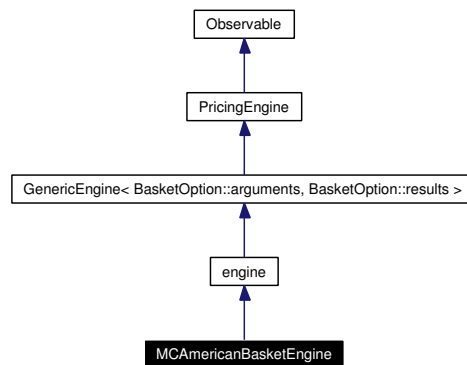 Observable
PricingEngine
GenericEngine< BasketOption::arguments, BasketOption::results >
engine
MCAmericanBasketEngine